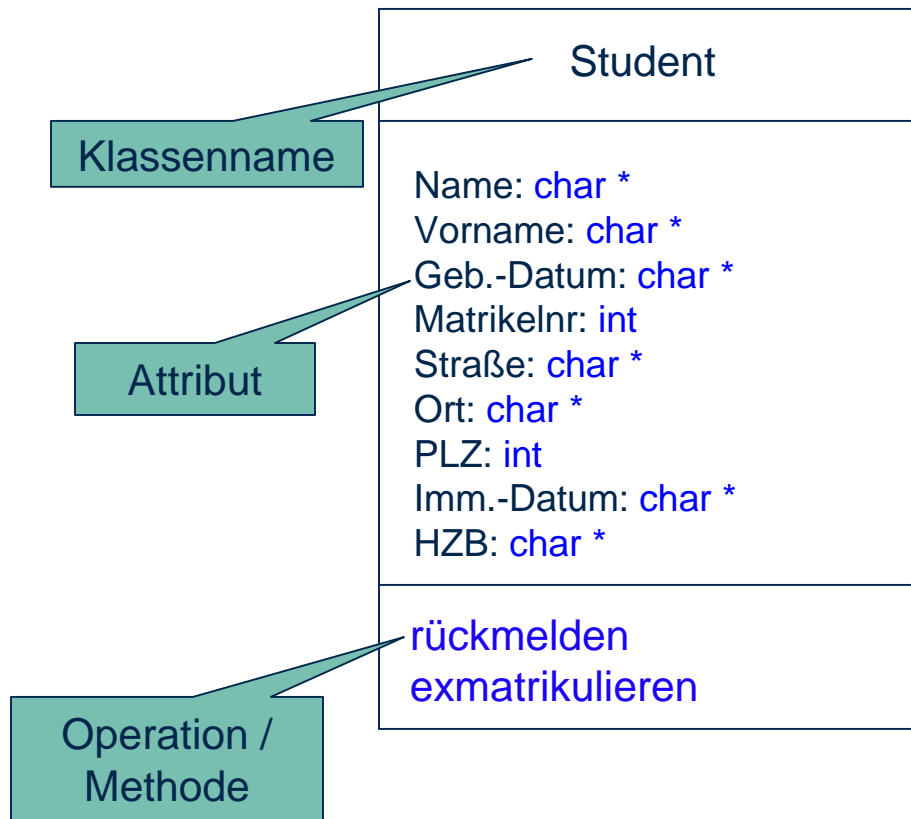 Student
Klassenname
Name: char *
Vorname: char *
Geb.-Datum: char *
Matrikelnr: int
Straße: char *
Ort: char *
PLZ: int
Imm.-Datum: char *
HZB: char *
Attribut
rückmelden
exmatrikulieren
Operation /
Methode